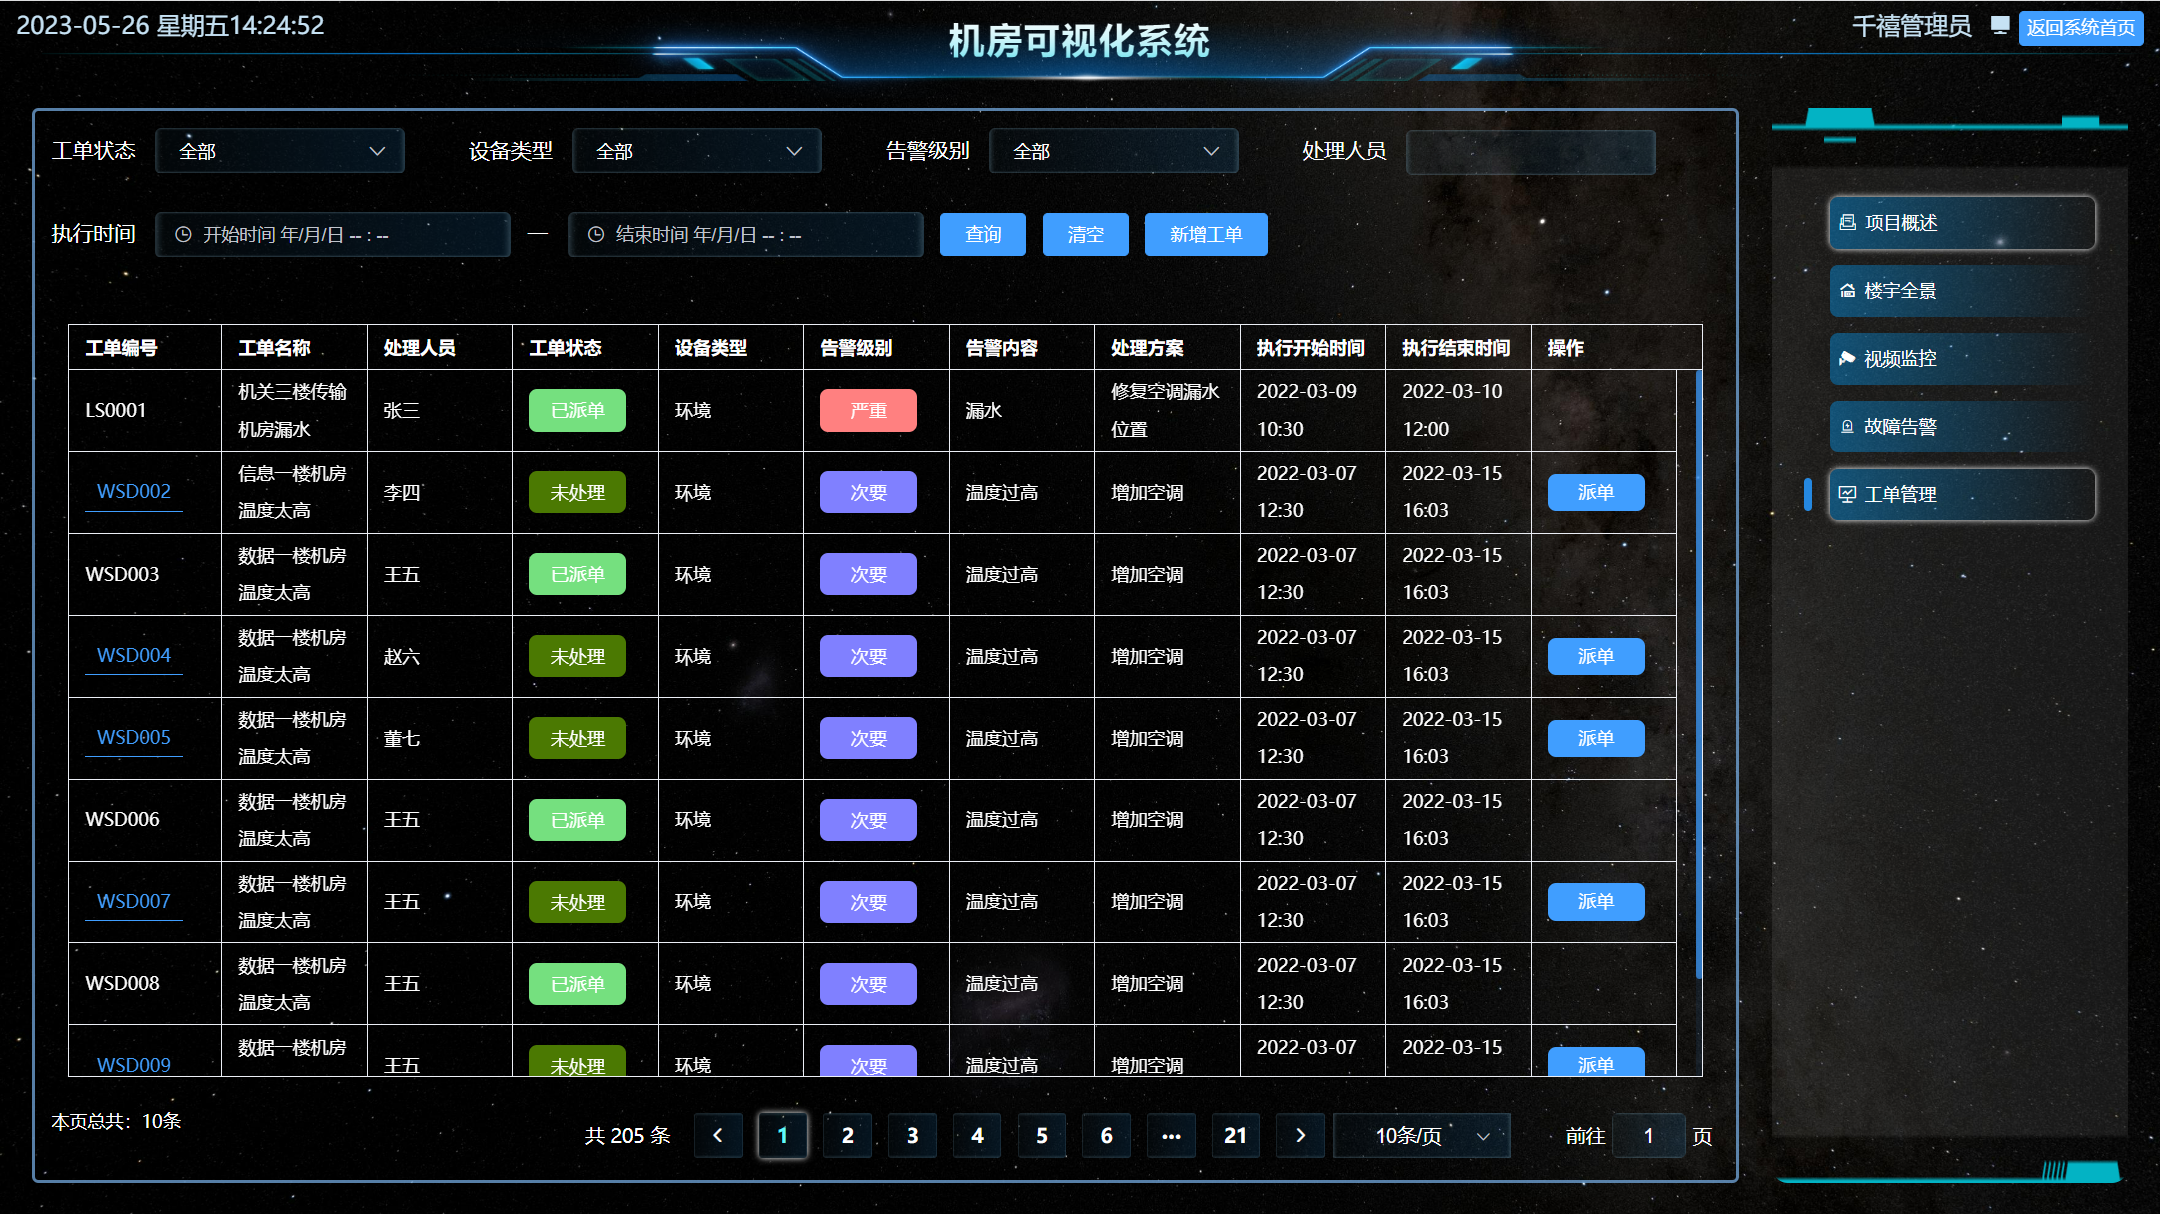 2023-05-26 星期五14:24:52
机房可视化系统
千禧管理员
返回系统首页
工单状态 全部 设备类型 全部 告警级别 全部 处理人员
执行时间 开始时间 年/月/日 -- : -- — 结束时间 年/月/日 -- : -- 查询 清空 新增工单
工单编号 工单名称 处理人员 工单状态 设备类型 告警级别 告警内容 处理方案 执行开始时间 执行结束时间 操作
LS0001 机关三楼传输机房漏水 张三 已派单 环境 严重 漏水 修复空调漏水位置 2022-03-09 10:30 2022-03-10 12:00
WSD002 信息一楼机房温度太高 李四 未处理 环境 次要 温度过高 增加空调 2022-03-07 12:30 2022-03-15 16:03 派单
WSD003 数据一楼机房温度太高 王五 已派单 环境 次要 温度过高 增加空调 2022-03-07 12:30 2022-03-15 16:03
WSD004 数据一楼机房温度太高 赵六 未处理 环境 次要 温度过高 增加空调 2022-03-07 12:30 2022-03-15 16:03 派单
WSD005 数据一楼机房温度太高 董七 未处理 环境 次要 温度过高 增加空调 2022-03-07 12:30 2022-03-15 16:03 派单
WSD006 数据一楼机房温度太高 王五 已派单 环境 次要 温度过高 增加空调 2022-03-07 12:30 2022-03-15 16:03
WSD007 数据一楼机房温度太高 王五 未处理 环境 次要 温度过高 增加空调 2022-03-07 12:30 2022-03-15 16:03 派单
WSD008 数据一楼机房温度太高 王五 已派单 环境 次要 温度过高 增加空调 2022-03-07 12:30 2022-03-15 16:03
WSD009 数据一楼机房 王五 未处理 环境 次要 温度过高 增加空调 2022-03-07 2022-03-15 派单
本页总共：10条
共 205 条 1 2 3 4 5 6 ... 21 10条/页 前往 1 页
项目概述
楼宇全景
视频监控
故障告警
工单管理